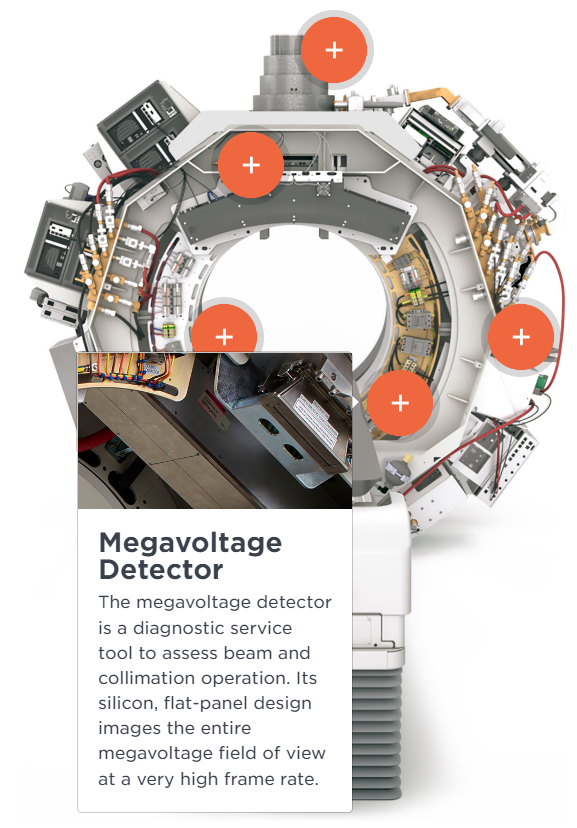 Megavoltage
Detector
The megavoltage detector
is a diagnostic service
tool to assess beam and
collimation operation. Its
silicon, flat-panel design
images the entire
megavoltage field of view
at a very high frame rate.